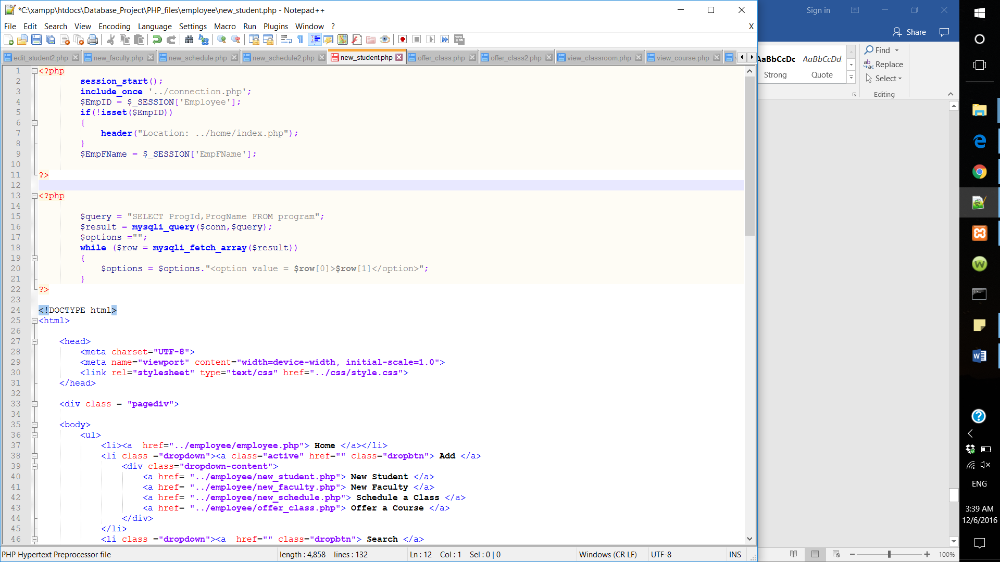 *C:\xampp\htdocs\Database_Project\PHP_files\employee\new_student.php - Notepad++
File Edit Search View Encoding Language Settings Macro Run Plugins Window ? X
edit_student2.php new_faculty.php new_schedule.php new_schedule2.php new_student.php offer_class.php offer_class2.php view_classroom.php view_course.php
1 <?php
2 session_start();
3 include_once '../connection.php';
4 $EmpID = $_SESSION['Employee'];
5 if(!isset($EmpID))
6 {
7 header("Location: ../home/index.php");
8 }
9 $EmpFName = $_SESSION['EmpFName'];
10
11 ?>
12
13 <?php
14
15 $query = "SELECT ProgId,ProgName FROM program";
16 $result = mysqli_query($conn,$query);
17 $options ="";
18 while ($row = mysqli_fetch_array($result))
19 {
20 $options = $options."<option value = $row[0]>$row[1]</option>";
21 }
22 ?>
23
24 <!DOCTYPE html>
25 <html>
26
27 <head>
28 <meta charset="UTF-8">
29 <meta name="viewport" content="width=device-width, initial-scale=1.0">
30 <link rel="stylesheet" type="text/css" href="../css/style.css">
31 </head>
32
33 <div class = "pagediv">
34
35 <body>
36 <ul>
37 <li><a  href="../employee/employee.php"> Home </a></li>
38 <li class ="dropdown"><a class="active" href="" class="dropbtn"> Add </a>
39 <div class="dropdown-content">
40 <a href= "../employee/new_student.php"> New Student </a>
41 <a href= "../employee/new_faculty.php"> New Faculty </a>
42 <a href= "../employee/new_schedule.php"> Schedule a Class </a>
43 <a href= "../employee/offer_class.php"> Offer a Course </a>
44 </div>
45 </li>
46 <li class ="dropdown"><a  href="" class="dropbtn"> Search </a>
PHP Hypertext Preprocessor file length : 4,858 lines : 132 Ln : 12 Col : 1 Sel : 0 | 0 Windows (CR LF) UTF-8 INS
Sign in
Share
AaBbCcDc AaBbCcDd
Strong Quote
Find
Replace
Select
Editing
100%
ENG
3:39 AM
12/6/2016